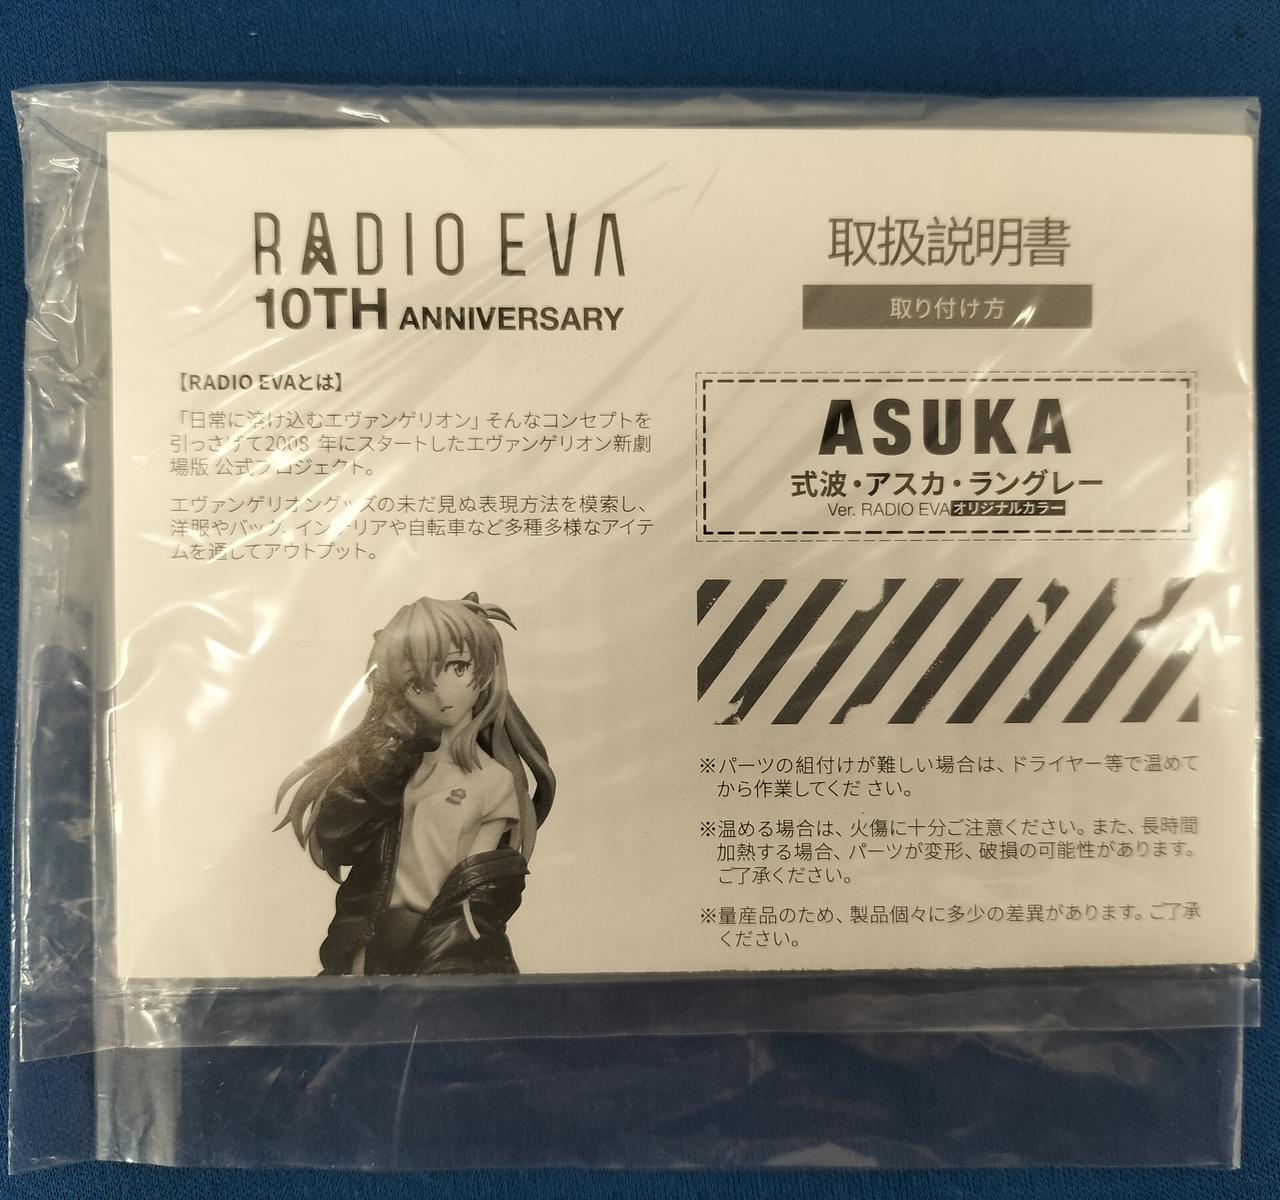 RADIO EVA
10TH ANNIVERSARY
【RADIO EVAとは】
「日常に溶け込むエヴァンゲリオン」そんなコンセプトを
引っさげて2008 年にスタートしたエヴァンゲリオン新劇
場版 公式プロジェクト。
エヴァンゲリオングッズの未だ見ぬ表現方法を模索し、
洋服やバッグ、インテリアや自転車など多種多様なアイテ
ムを通してアウトプット。
取扱説明書
取り付け方
ASUKA
式波・アスカ・ラングレー
Ver. RADIO EVAオリジナルカラー
※パーツの組付けが難しい場合は、ドライヤー等で温めて
から作業してくだ さい。
※温める場合は、火傷に十分ご注意ください。また、長時間
加熱する場合、パーツが変形、破損の可能性があります。
ご了承ください。
※量産品のため、製品個々に多少の差異があります。ご了承
ください。